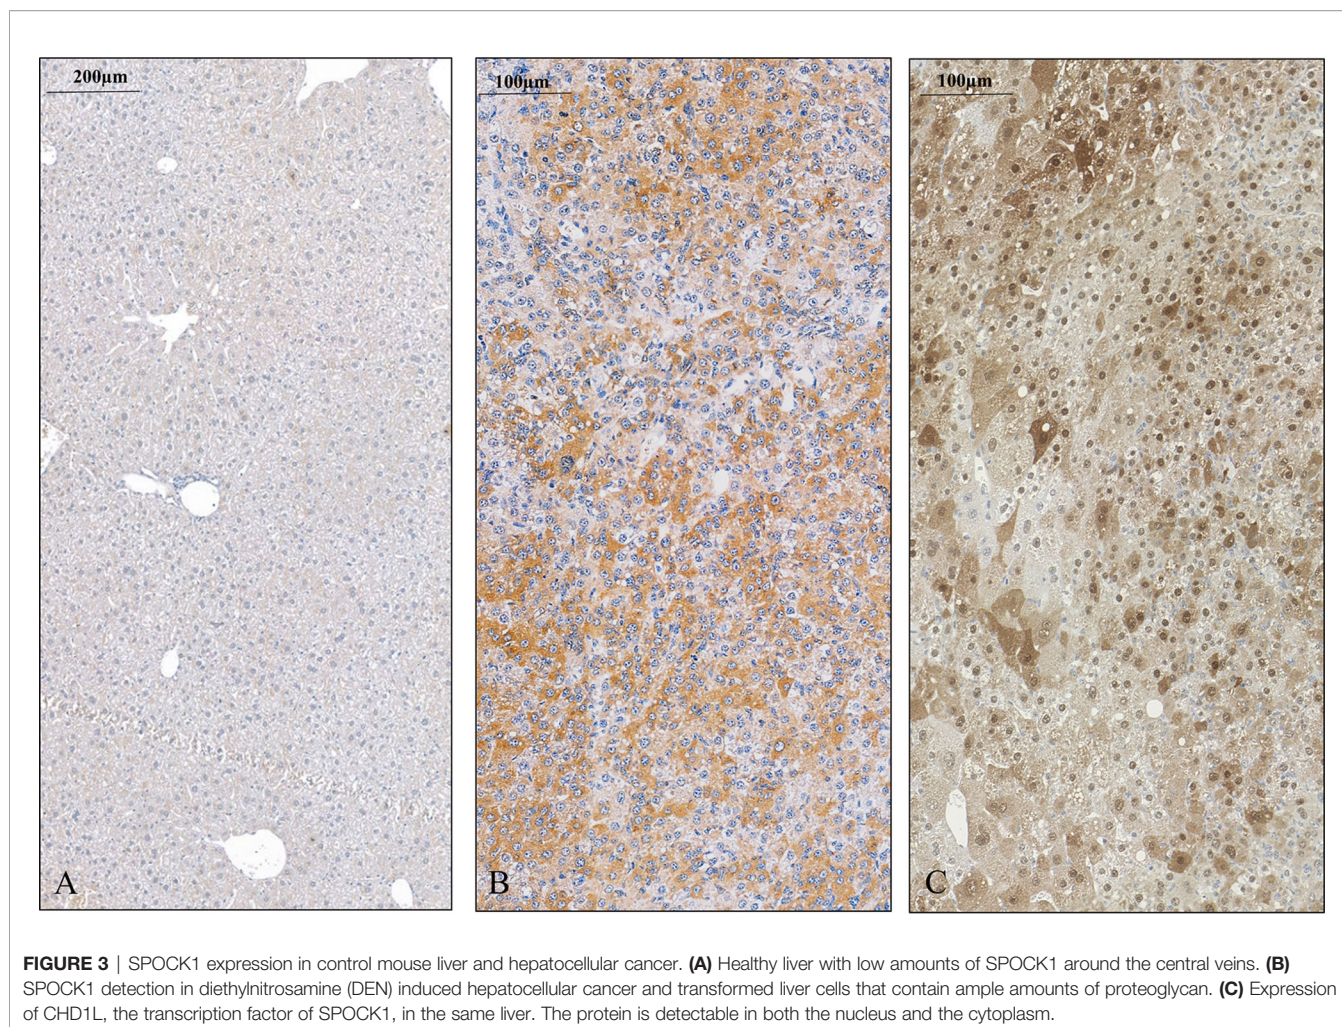 200µm
100µm
100µm
A
B
C
FIGURE 3 | SPOCK1 expression in control mouse liver and hepatocellular cancer. (A) Healthy liver with low amounts of SPOCK1 around the central veins. (B)
SPOCK1 detection in diethylnitrosamine (DEN) induced hepatocellular cancer and transformed liver cells that contain ample amounts of proteoglycan. (C) Expression
of CHD1L, the transcription factor of SPOCK1, in the same liver. The protein is detectable in both the nucleus and the cytoplasm.